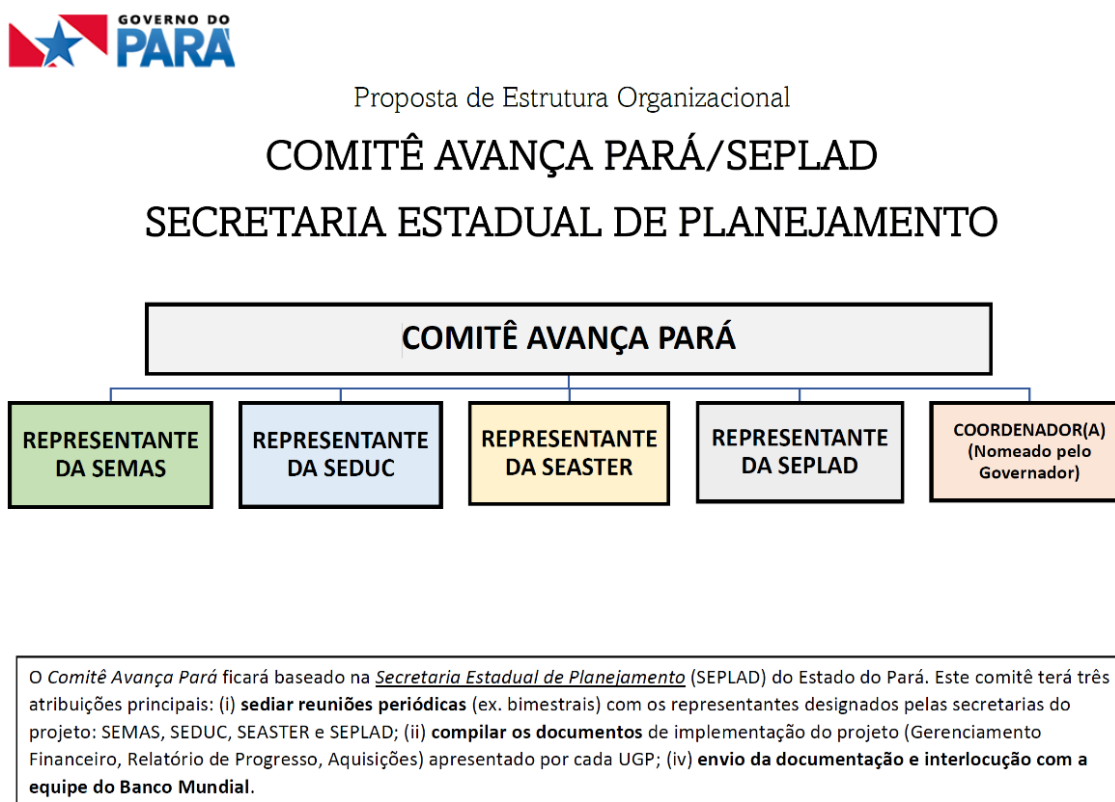 GOVERNO DO
PARÁ
Proposta de Estrutura Organizacional
COMITÊ AVANÇA PARÁ/SEPLAD
SECRETARIA ESTADUAL DE PLANEJAMENTO
COMITÊ AVANÇA PARÁ
REPRESENTANTE
DA SEMAS
REPRESENTANTE
DA SEDUC
REPRESENTANTE
DA SEASTER
REPRESENTANTE
DA SEPLAD
COORDENADOR(A)
(Nomeado pelo
Governador)
O Comitê Avança Pará ficará baseado na Secretaria Estadual de Planejamento (SEPLAD) do Estado do Pará. Este comitê terá três
atribuições principais: (i) sediar reuniões periódicas (ex. bimestrais) com os representantes designados pelas secretarias do
projeto: SEMAS, SEDUC, SEASTER e SEPLAD; (ii) compilar os documentos de implementação do projeto (Gerenciamento
Financeiro, Relatório de Progresso, Aquisições) apresentado por cada UGP; (iv) envio da documentação e interlocução com a
equipe do Banco Mundial.